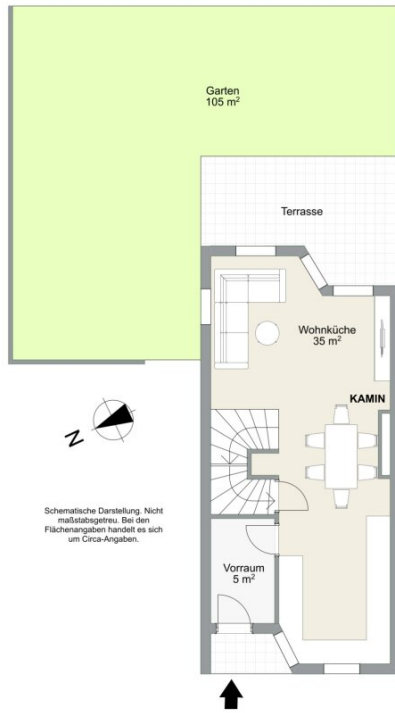 Garten
105 m²
Terrasse
Wohnküche
35 m²
KAMIN
N
Schematische Darstellung. Nicht
maßstabsgetreu. Bei den
Flächenangaben handelt es sich
um Circa-Angaben.
Vorraum
5 m²